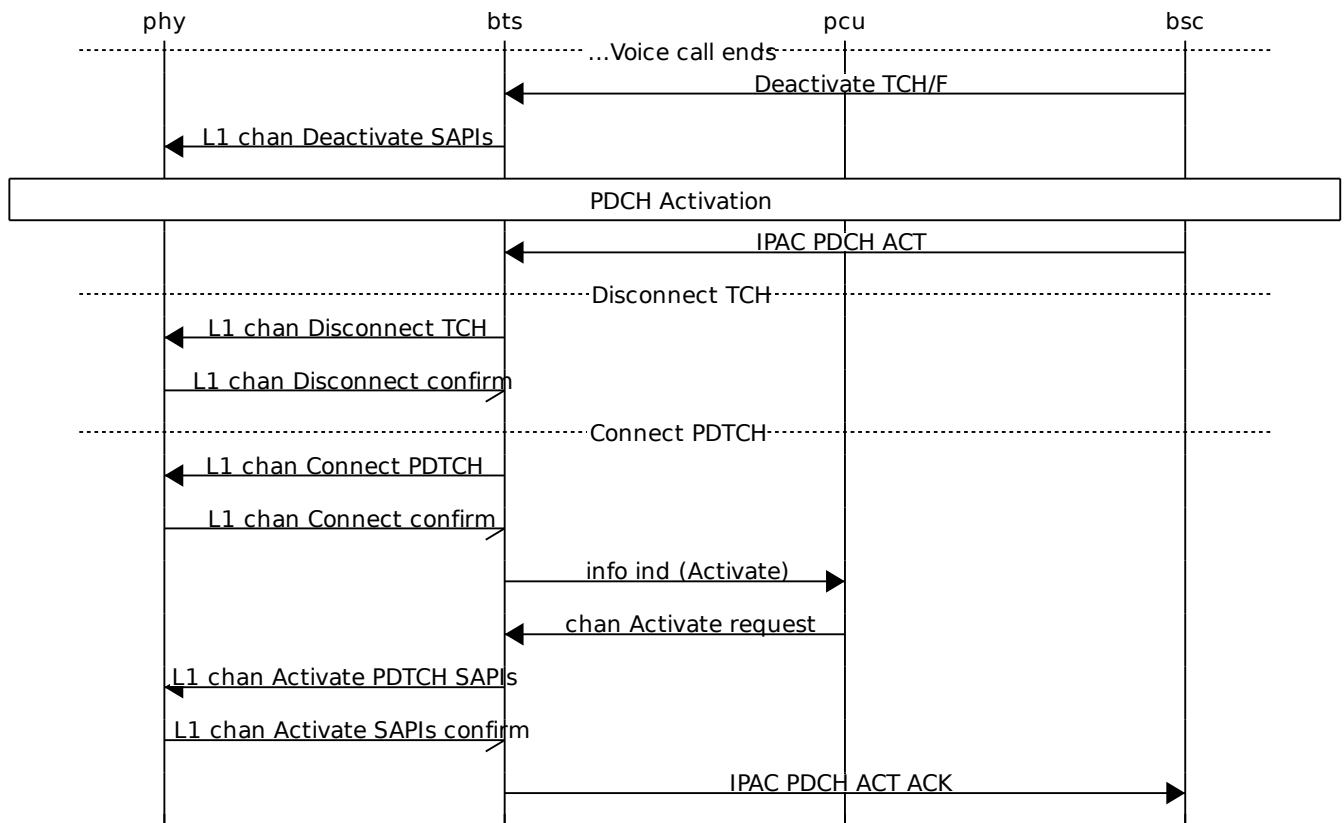 phy bts pcu bsc
...Voice call ends
Deactivate TCH/F
L1 chan Deactivate SAPIs
PDCH Activation
IPAC PDCH ACT
Disconnect TCH
L1 chan Disconnect TCH
L1 chan Disconnect confirm
Connect PDTCH
L1 chan Connect PDTCH
L1 chan Connect confirm
info ind (Activate)
chan Activate request
L1 chan Activate PDTCH SAPIs
L1 chan Activate SAPIs confirm
IPAC PDCH ACT ACK